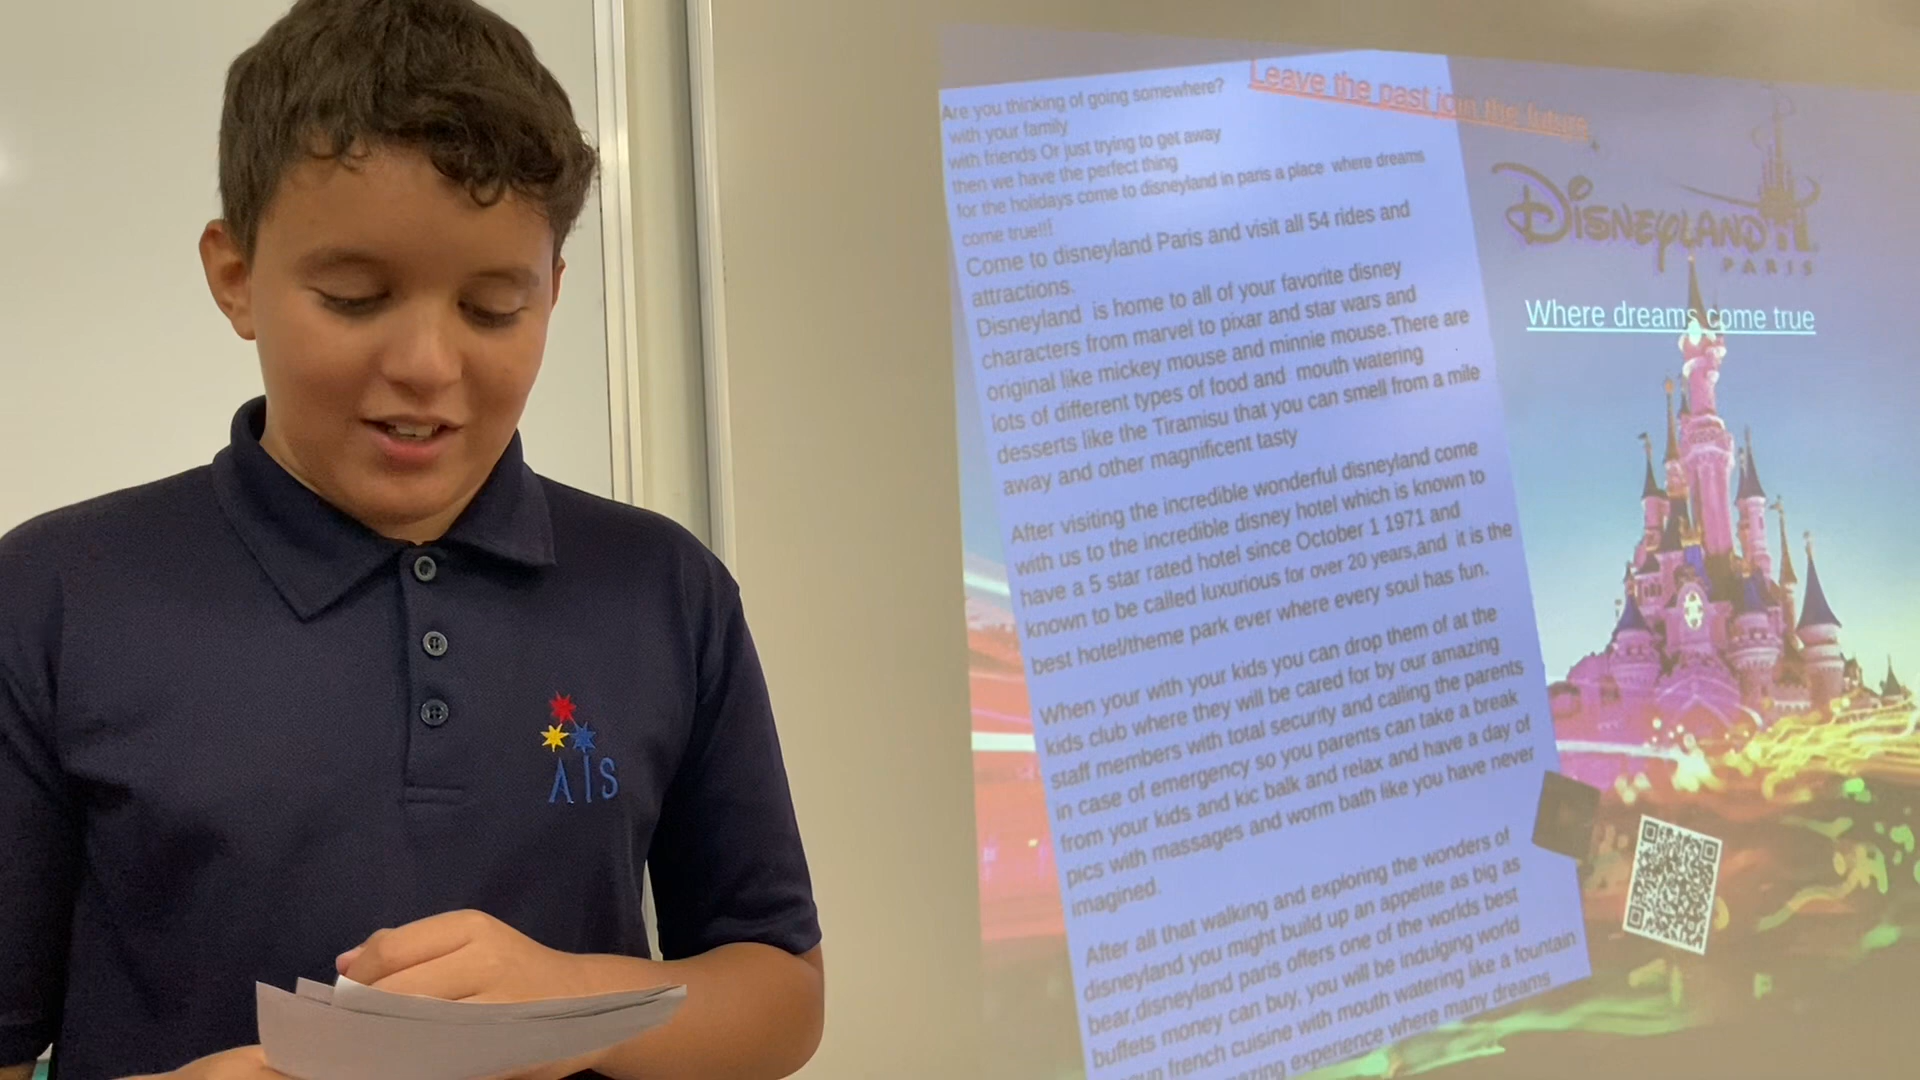 Leave the past join the future
Are you thinking of going somewhere?
with your family
with friends Or just trying to get away
then we have the perfect thing
for the holidays come to disneyland in paris a place where dreams
come true!!!
Come to disneyland Paris and visit all 54 rides and
attractions.
Disneyland is home to all of your favorite disney
characters from marvel to pixar and star wars and
original like mickey mouse and minnie mouse.There are
lots of different types of food and mouth watering
desserts like the Tiramisu that you can smell from a mile
away and other magnificent tasty
After visiting the incredible wonderful disneyland come
with us to the incredible disney hotel which is known to
have a 5 star rated hotel since October 1 1971 and
known to be called luxurious for over 20 years,and it is the
best hotel/theme park ever where every soul has fun.
When your with your kids you can drop them of at the
kids club where they will be cared for by our amazing
staff members with total security and calling the parents
in case of emergency so you parents can take a break
from your kids and kic balk and relax and have a day of
pics with massages and worm bath like you have never
imagined.
After all that walking and exploring the wonders of
disneyland you might build up an appetite as big as
bear,disneyland paris offers one of the worlds best
buffets money can buy, you will be indulging world
french cuisine with mouth watering like a fountain
experience where many dreams
DISNEYLAND
PARIS
Where dreams come true
AIS